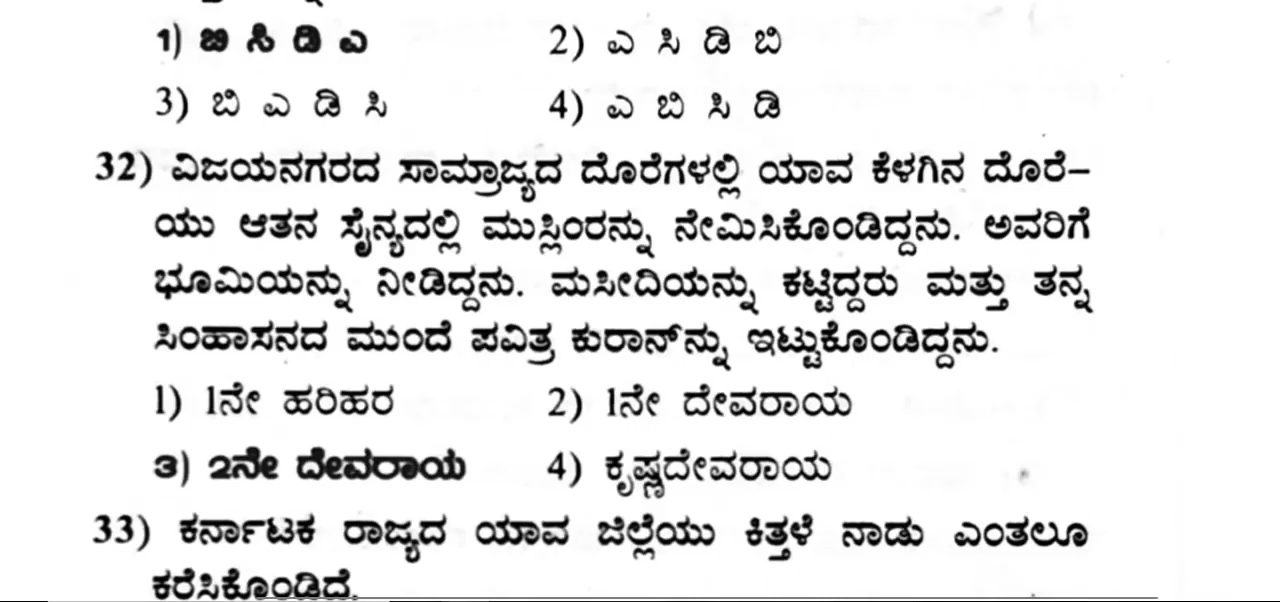 1) ಬಿ ಸಿ ಡಿ ಎ 2) ಎ ಸಿ ಡಿ ಬಿ
3) ಬಿ ಎ ಡಿ ಸಿ 4) ಎ ಬಿ ಸಿ ಡಿ
32) ವಿಜಯನಗರದ ಸಾಮ್ರಾಜ್ಯದ ದೊರೆಗಳಲ್ಲಿ ಯಾವ ಕೆಳಗಿನ ದೊರೆ–
ಯು ಆತನ ಸೈನ್ಯದಲ್ಲಿ ಮುಸ್ಲಿಂರನ್ನು ನೇಮಿಸಿಕೊಂಡಿದ್ದನು. ಅವರಿಗೆ
ಭೂಮಿಯನ್ನು ನೀಡಿದ್ದನು. ಮಸೀದಿಯನ್ನು ಕಟ್ಟಿದ್ದರು ಮತ್ತು ತನ್ನ
ಸಿಂಹಾಸನದ ಮುಂದೆ ಪವಿತ್ರ ಕುರಾನ್‌ನ್ನು ಇಟ್ಟುಕೊಂಡಿದ್ದನು.
1) 1ನೇ ಹರಿಹರ 2) 1ನೇ ದೇವರಾಯ
೩) ೨ನೇ ದೇವರಾಯ 4) ಕೃಷ್ಣದೇವರಾಯ
33) ಕರ್ನಾಟಕ ರಾಜ್ಯದ ಯಾವ ಜಿಲ್ಲೆಯು ಕಿತ್ತಳೆ ನಾಡು ಎಂತಲೂ
ಕರೆಸಿಕೊಂಡಿದೆ.